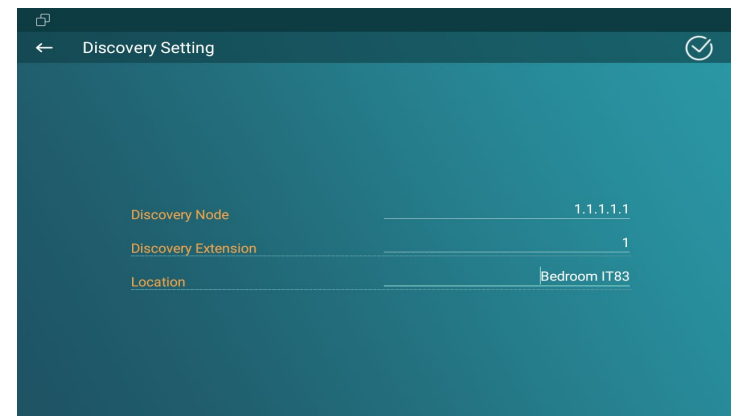 Discovery Setting
Discovery Node 1.1.1.1.1
Discovery Extension 1
Location Bedroom IT83